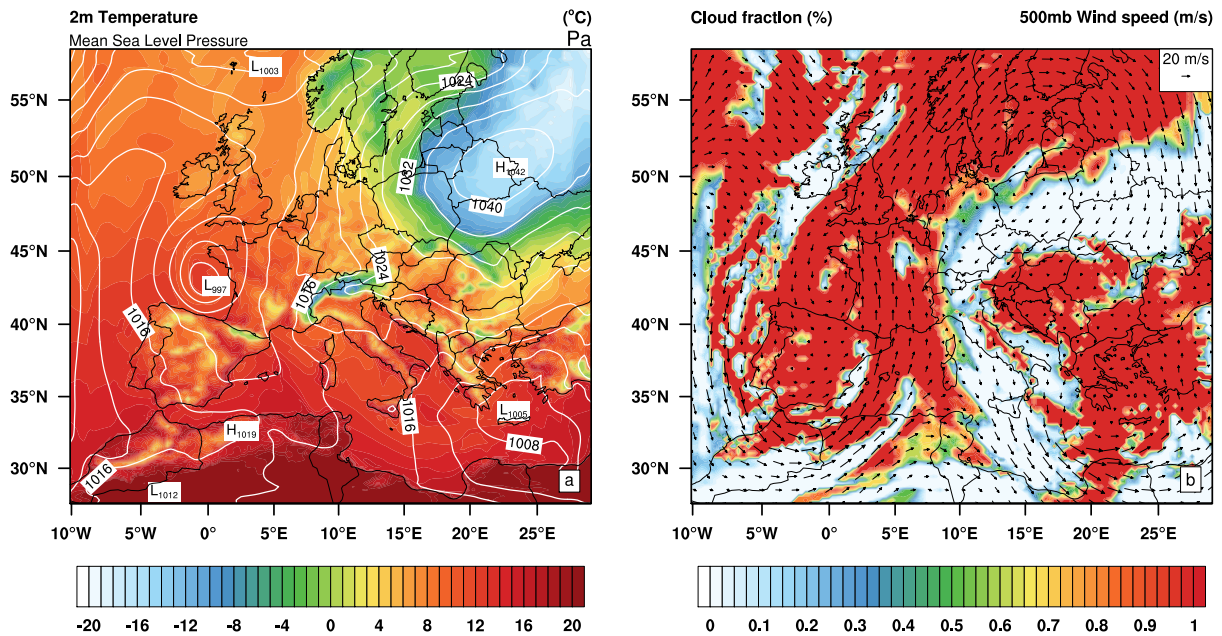 2m Temperature (°C)
Mean Sea Level Pressure Pa
L1003
1024
55°N
H1042
1032
50°N
1040
45°N
1024
L997
1016
1016
40°N
35°N
L1005
1016
H1019
1008
1016
30°N
L1012
a
10°W 5°W 0° 5°E 10°E 15°E 20°E 25°E
-20 -16 -12 -8 -4 0 4 8 12 16 20
Cloud fraction (%) 500mb Wind speed (m/s)
20 m/s
55°N
50°N
45°N
40°N
35°N
30°N
b
10°W 5°W 0° 5°E 10°E 15°E 20°E 25°E
0 0.1 0.2 0.3 0.4 0.5 0.6 0.7 0.8 0.9 1